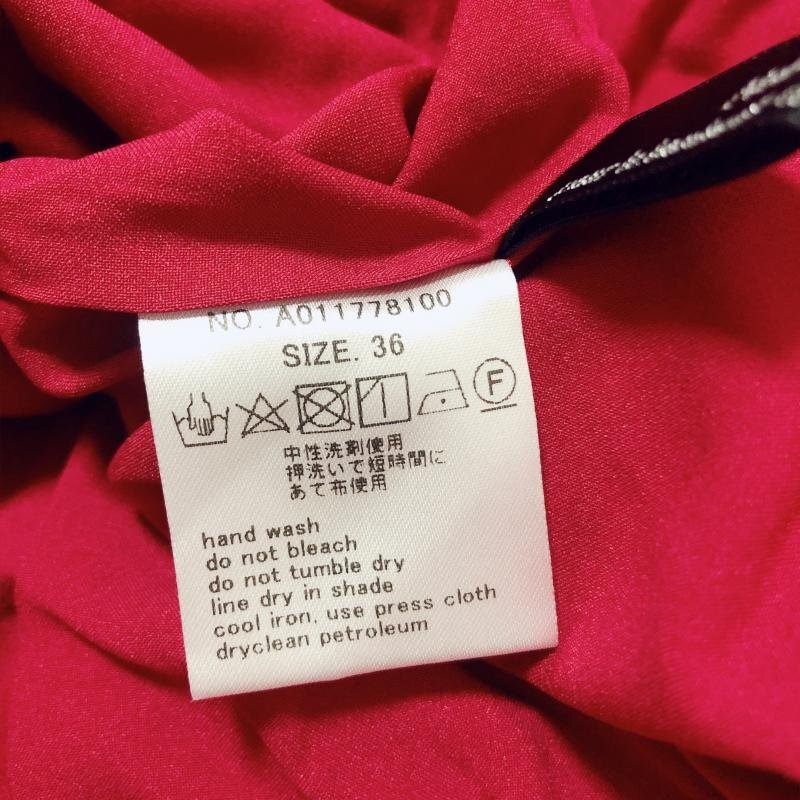 NO. A011778100
SIZE. 36
F
中性洗剤使用
押洗いで短時間に
あて布使用
hand wash
do not bleach
do not tumble dry
line dry in shade
cool iron, use press cloth
dryclean petroleum